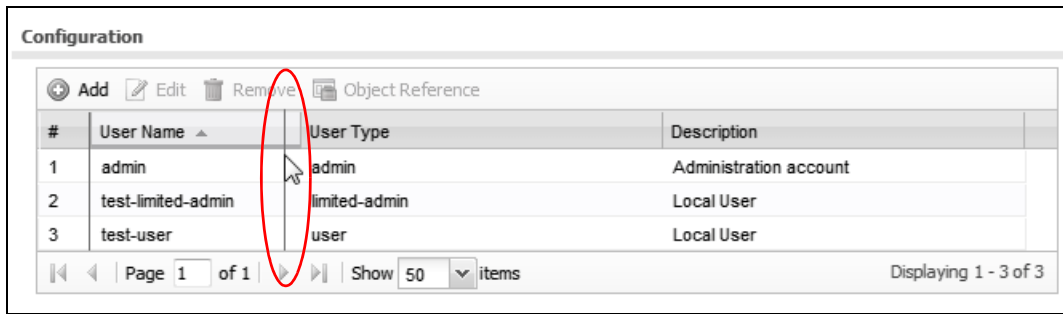 Configuration
Add Edit Remove Object Reference
# User Name User Type Description
1 admin admin Administration account
2 test-limited-admin limited-admin Local User
3 test-user user Local User
Page 1 of 1 Show 50 items Displaying 1 - 3 of 3